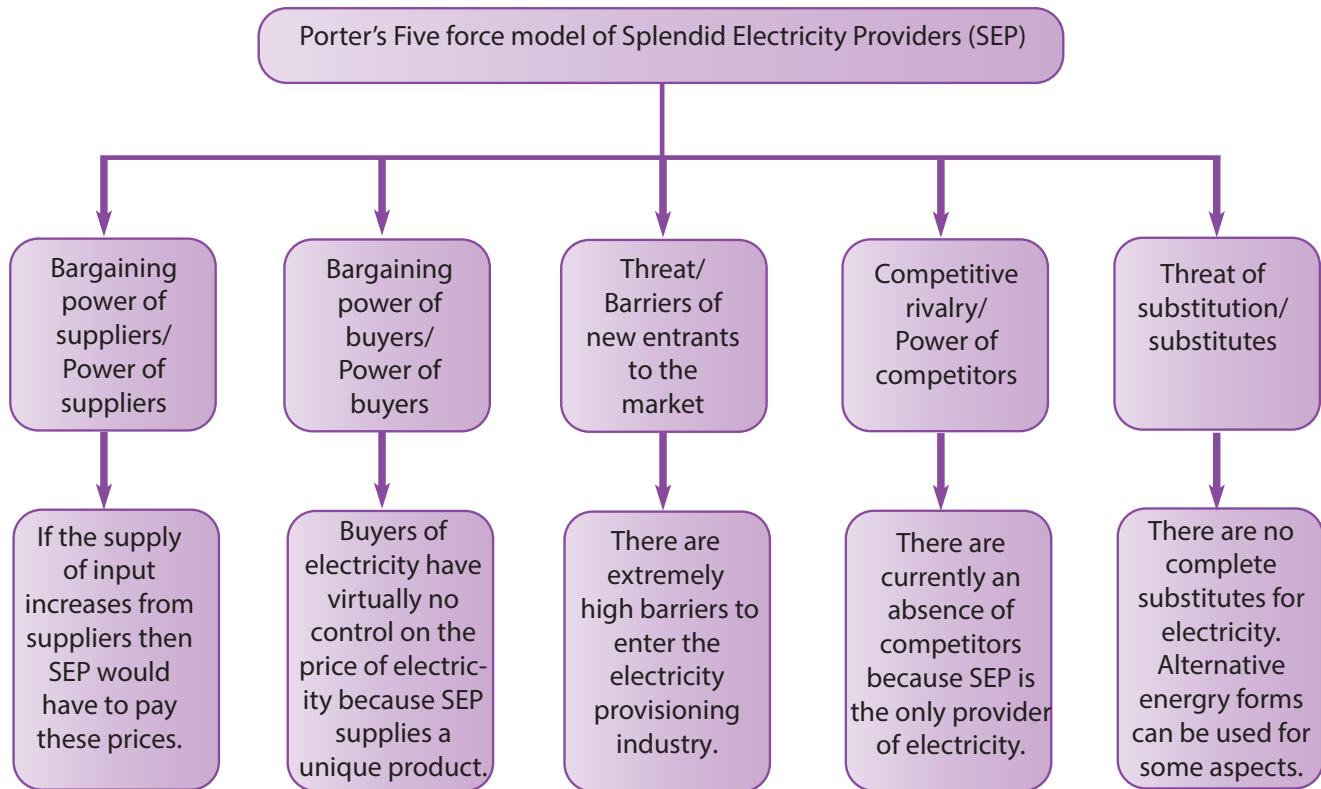 Porter's Five force model of Splendid Electricity Providers (SEP)
Bargaining
power of
suppliers/
Power of
suppliers
Bargaining
power of
buyers/
Power of
buyers
Threat/
Barriers of
new entrants
to the
market
Competitive
rivalry/
Power of
competitors
Threat of
substitution/
substitutes
If the supply
of input
increases from
suppliers then
SEP would
have to pay
these prices.
Buyers of
electricity have
virtually no
control on the
price of electric-
ity because SEP
supplies a
unique product.
There are
extremely
high barriers to
enter the
electricity
provisioning
industry.
There are
currently an
absence of
competitors
because SEP is
the only provider
of electricity.
There are no
complete
substitutes for
electricity.
Alternative
energry forms
can be used for
some aspects.